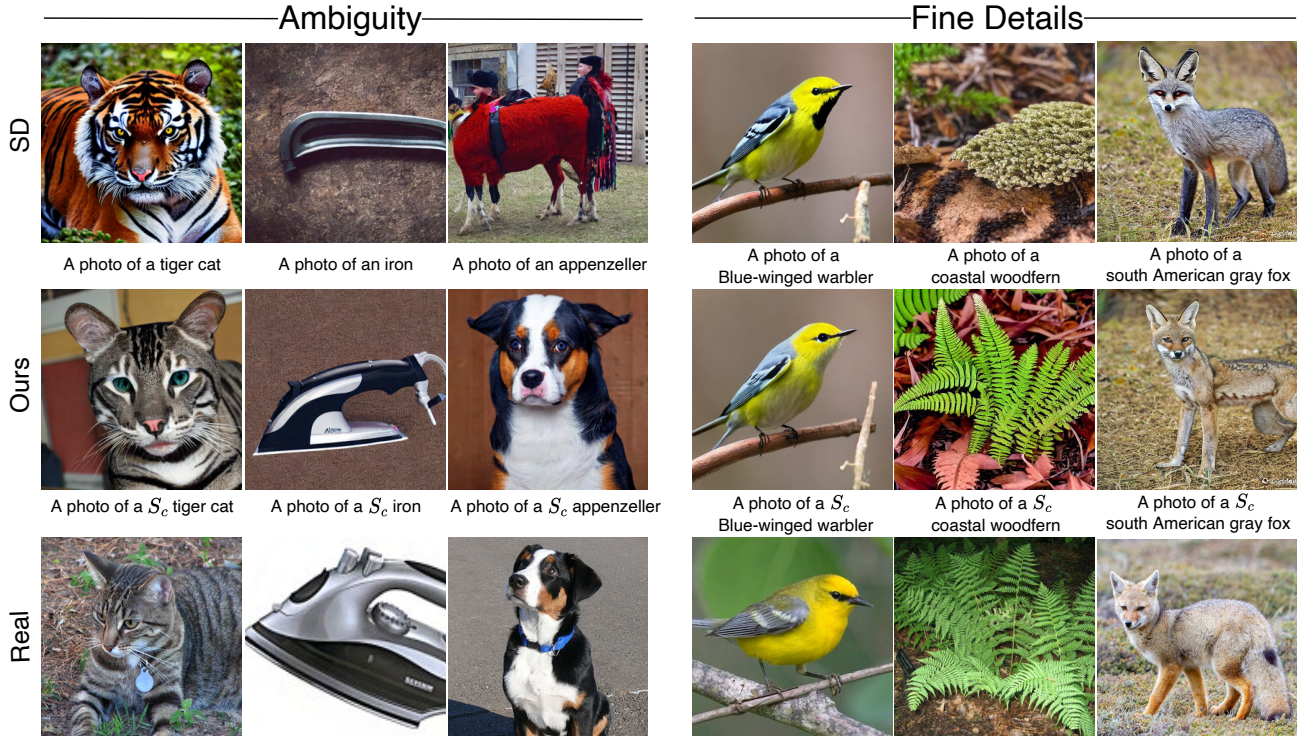 Ambiguity
Fine Details
SD
A photo of a tiger cat
A photo of an iron
A photo of an appenzeller
A photo of a
Blue-winged warbler
A photo of a
coastal woodfern
A photo of a
south American gray fox
Ours
A photo of a S_c tiger cat
A photo of a S_c iron
A photo of a S_c appenzeller
A photo of a S_c
Blue-winged warbler
A photo of a S_c
coastal woodfern
A photo of a S_c
south American gray fox
Real